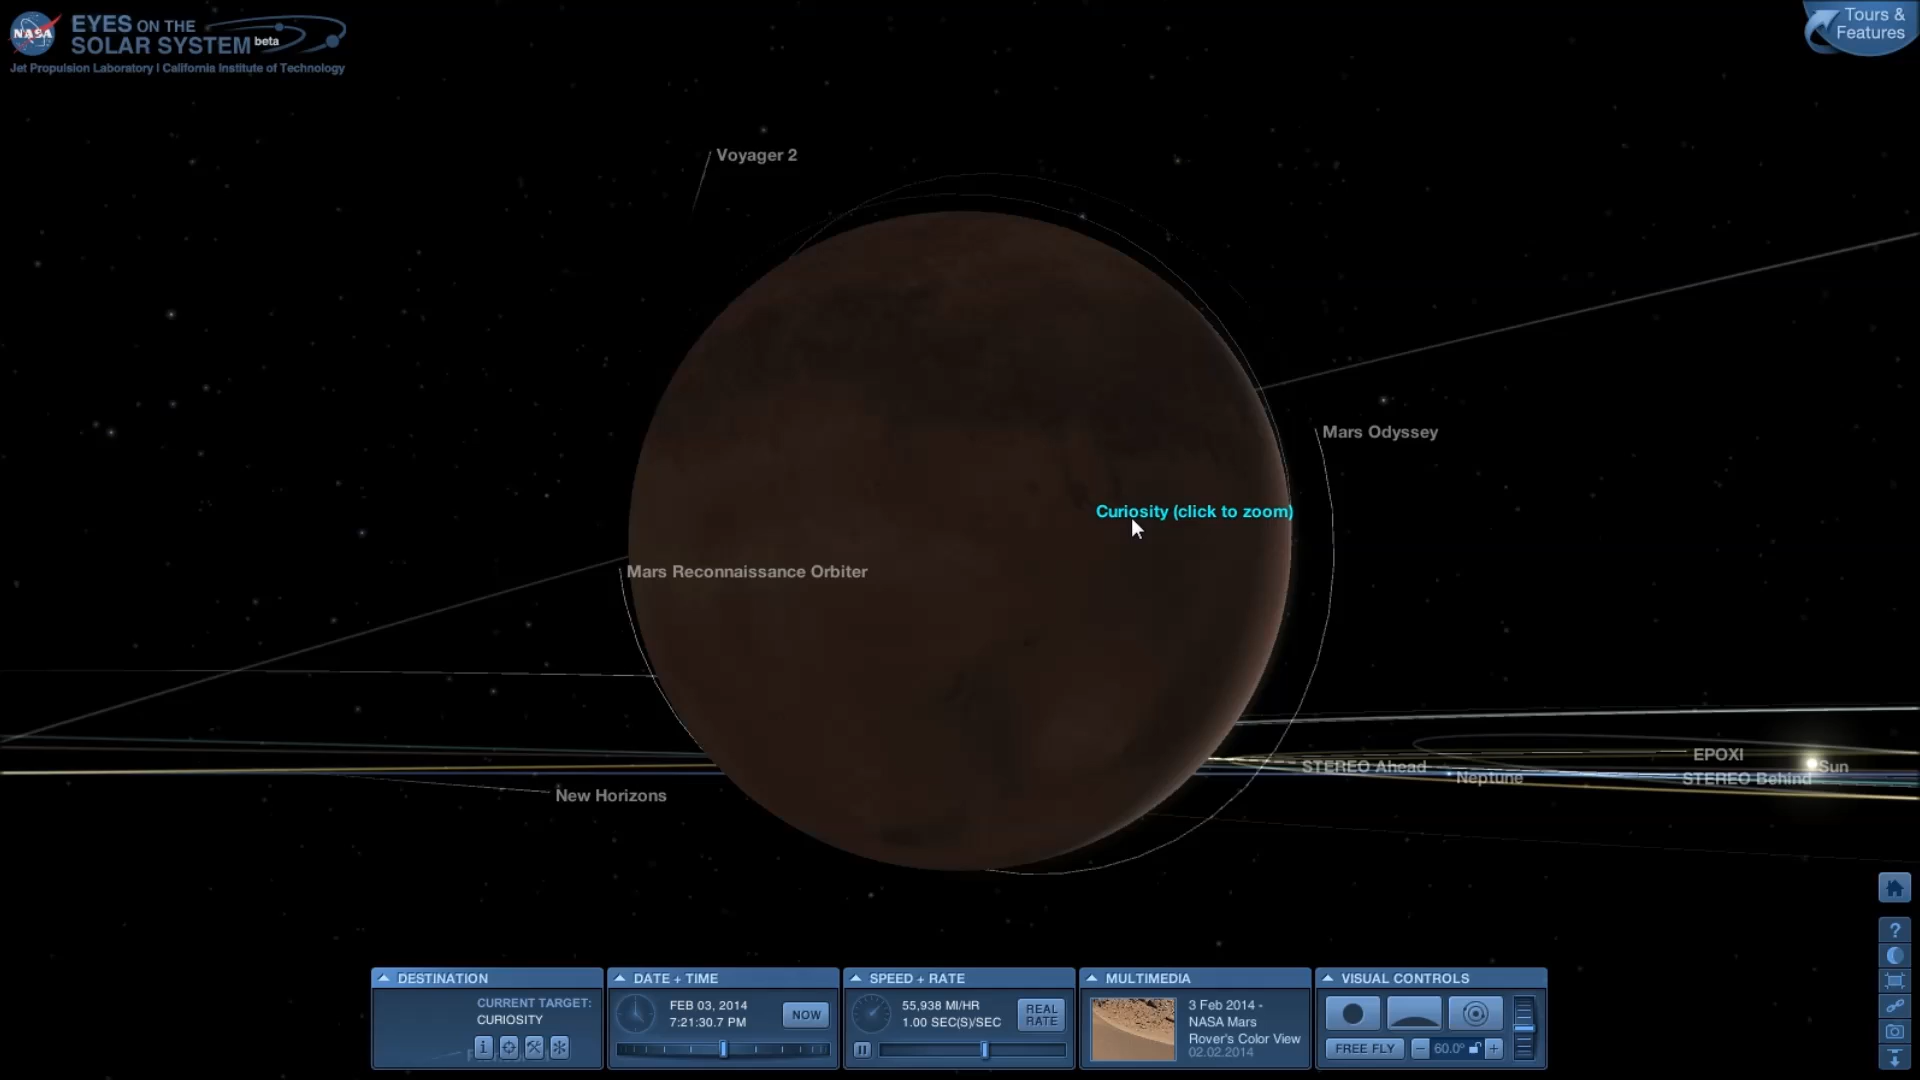 NASA
EYES ON THE
SOLAR SYSTEM beta
Jet Propulsion Laboratory | California Institute of Technology
Tours &
Features
Voyager 2
Mars Odyssey
Curiosity (click to zoom)
Mars Reconnaissance Orbiter
EPOXI
STEREO Ahead
Sun
Neptune
STEREO Behind
New Horizons
?
DESTINATION
CURRENT TARGET:
CURIOSITY
DATE + TIME
FEB 03, 2014
7:21:30.7 PM
NOW
SPEED + RATE
55,938 MI/HR
1.00 SEC(S)/SEC
REAL
RATE
MULTIMEDIA
3 Feb 2014 -
NASA Mars
Rover's Color View
02.02.2014
VISUAL CONTROLS
FREE FLY
60.0°